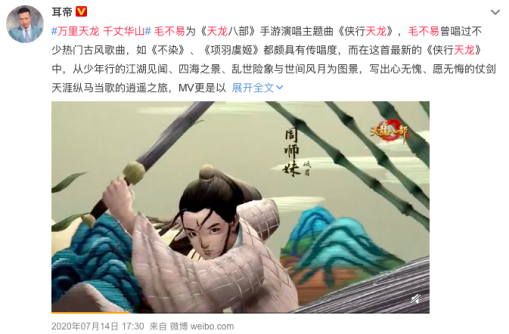 耳帝
#万里天龙 千丈华山# 毛不易为《天龙八部》手游演唱主题曲《侠行天龙》，毛不易曾唱过不
少热门古风歌曲，如《不染》、《项羽虞姬》都颇具有传唱度，而在这首最新的《侠行天龙》
中，从少年行的江湖见闻、四海之景、乱世险象与世间风月为图景，写出心无愧、愿无悔的仗剑
天涯纵马当歌的逍遥之旅，MV更是以 展开全文
天龙八部
周师妹
2020年07月14日 17:30 来自 微博 weibo.com